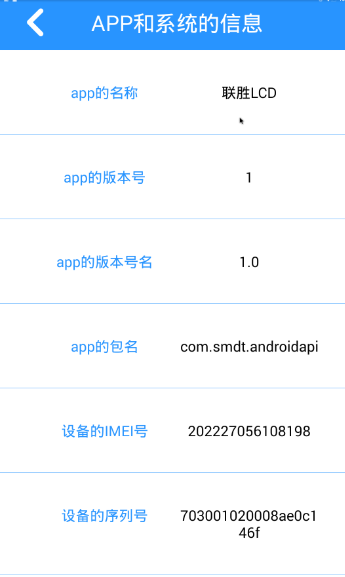 APP和系统的信息
app的名称 联胜LCD
app的版本号 1
app的版本号名 1.0
app的包名 com.smdt.androidapi
设备的IMEI号 202227056108198
设备的序列号 703001020008ae0c1
46f